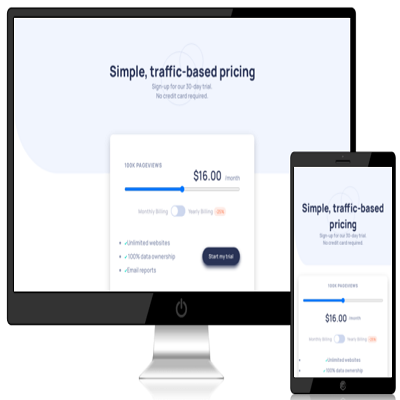 Simple, traffic-based pricing
Sign-up for our 30-day trial.
No credit card required.
100K PAGEVIEWS
$16.00 /month
Monthly Billing Yearly Billing
Unlimited websites
100% data ownership
Email reports
Start my trial
Simple, traffic-based
pricing
Sign-up for our 30-day trial.
No credit card required.
100K PAGEVIEWS
$16.00 /month
Monthly Billing Yearly Billing
Unlimited websites
100% data ownership